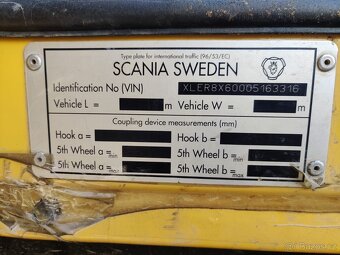 Type plate for international traffic (96/53/EC)
SCANIA SWEDEN
Identification No (VIN) = XLER8X60005163316
Vehicle L = m Vehicle W = m
Coupling device measurements (mm)
Hook a = Hook b =
5th Wheel a min = 5th Wheel b min =
5th Wheel a max = 5th Wheel b max =